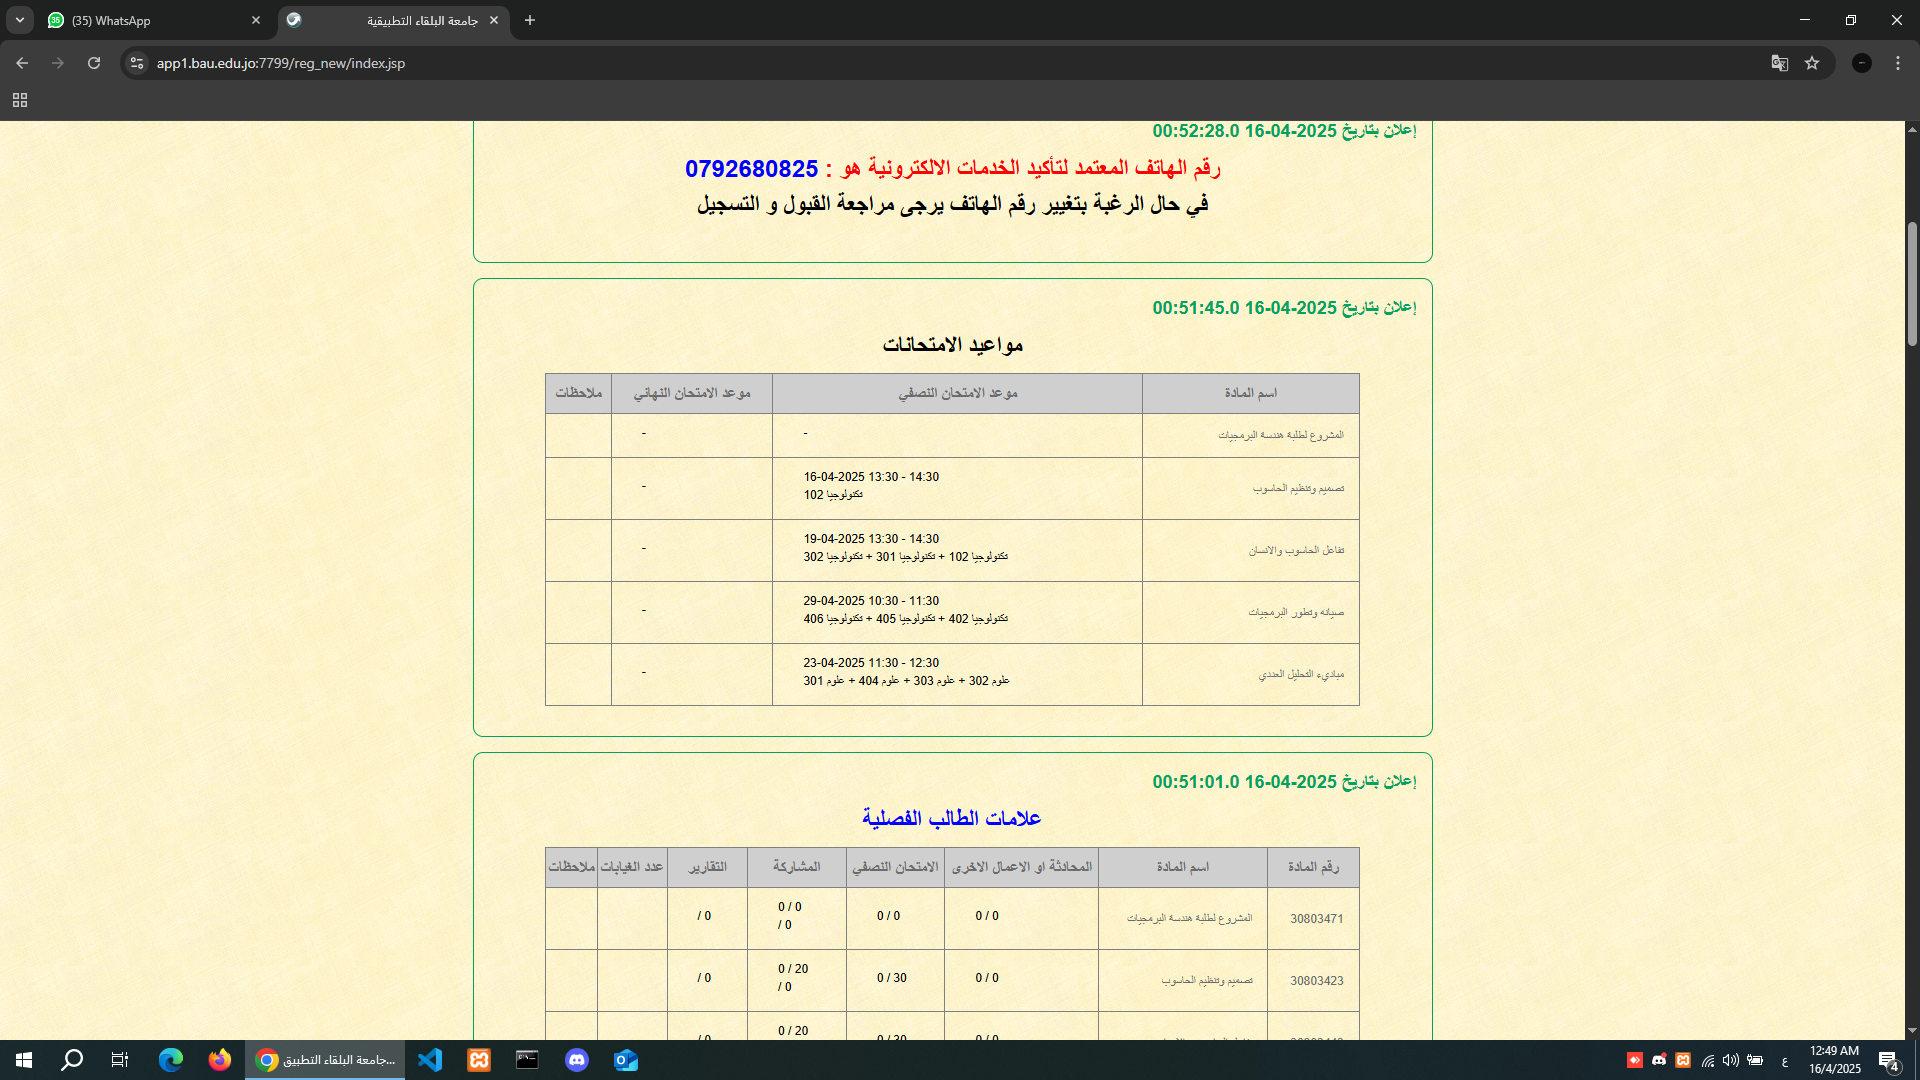 (35) WhatsApp
جامعة البلقاء التطبيقية
app1.bau.edu.jo:7799/reg_new/index.jsp
إعلان بتاريخ 16-04-2025 00:52:28.0
رقم الهاتف المعتمد لتأكيد الخدمات الالكترونية هو : 0792680825
في حال الرغبة بتغيير رقم الهاتف يرجى مراجعة القبول و التسجيل
إعلان بتاريخ 16-04-2025 00:51:45.0
مواعيد الامتحانات
اسم المادة موعد الامتحان النصفي موعد الامتحان النهائي ملاحظات
المشروع لطلبة هندسة البرمجيات - -
تصميم وتنظيم الحاسوب 16-04-2025 13:30 - 14:30 -
تكنولوجيا 102
تفاعل الحاسوب والانسان 19-04-2025 13:30 - 14:30 -
تكنولوجيا 102 + تكنولوجيا 301 + تكنولوجيا 302
صيانه وتطور البرمجيات 29-04-2025 10:30 - 11:30 -
تكنولوجيا 402 + تكنولوجيا 405 + تكنولوجيا 406
مباديء التحليل العددي 23-04-2025 11:30 - 12:30 -
علوم 302 + علوم 303 + علوم 404 + علوم 301
إعلان بتاريخ 16-04-2025 00:51:01.0
علامات الطالب الفصلية
رقم المادة اسم المادة المحادثة او الاعمال الاخرى الامتحان النصفي المشاركة التقارير عدد الغيابات ملاحظات
30803471 المشروع لطلبة هندسة البرمجيات 0 / 0 0 / 0 0 / 0 / 0
/ 0
30803423 تصميم وتنظيم الحاسوب 0 / 0 0 / 30 0 / 20 / 0
/ 0
0 / 0 0 / 30 0 / 20 / 0
جامعة البلقاء التطبيق...
ع
12:49 AM
16/4/2025
4